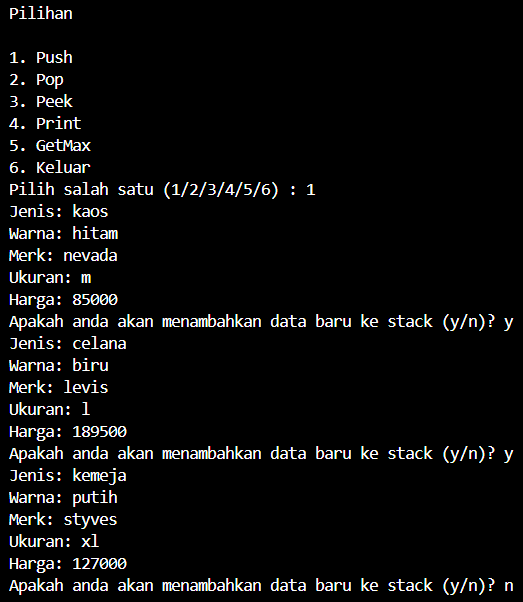 Pilihan
1. Push
2. Pop
3. Peek
4. Print
5. GetMax
6. Keluar
Pilih salah satu (1/2/3/4/5/6) : 1
Jenis: kaos
Warna: hitam
Merk: nevada
Ukuran: m
Harga: 85000
Apakah anda akan menambahkan data baru ke stack (y/n)? y
Jenis: celana
Warna: biru
Merk: levis
Ukuran: l
Harga: 189500
Apakah anda akan menambahkan data baru ke stack (y/n)? y
Jenis: kemeja
Warna: putih
Merk: styves
Ukuran: xl
Harga: 127000
Apakah anda akan menambahkan data baru ke stack (y/n)? n